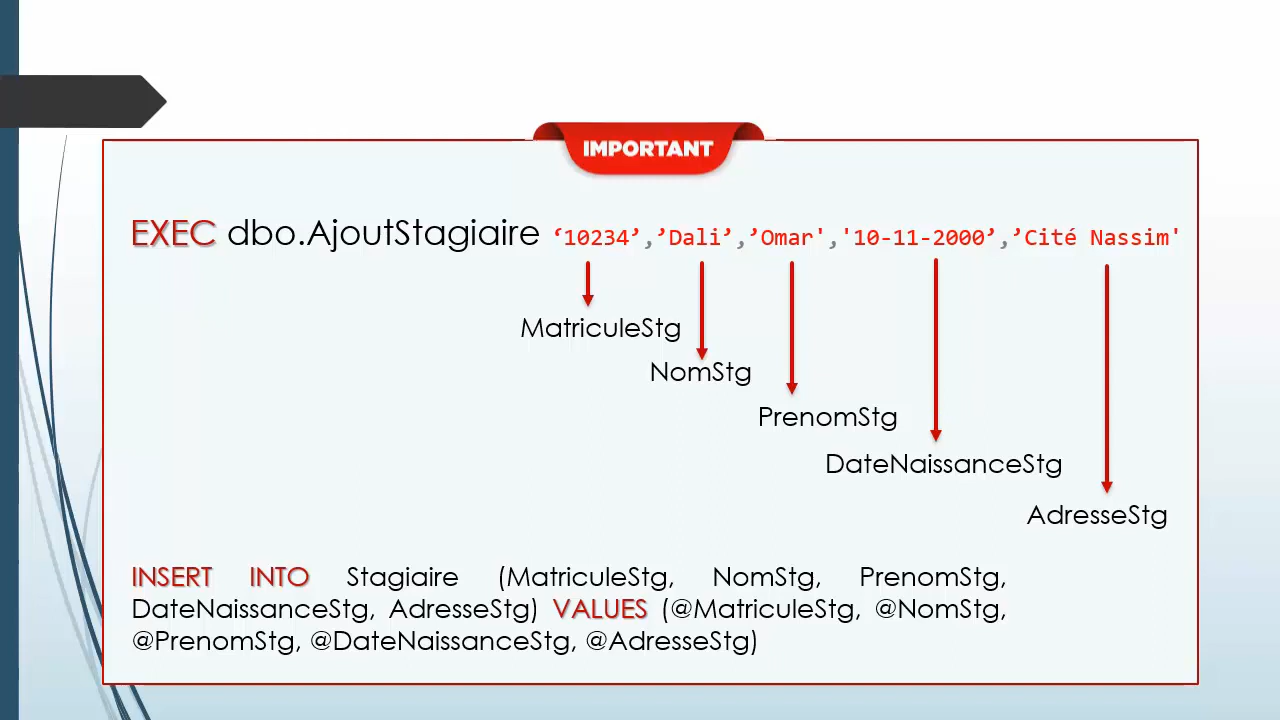 IMPORTANT
EXEC dbo.AjoutStagiaire ‘10234’,’Dali’,’Omar','10-11-2000’,’Cité Nassim'
MatriculeStg
NomStg
PrenomStg
DateNaissanceStg
AdresseStg
INSERT INTO Stagiaire (MatriculeStg, NomStg, PrenomStg,
DateNaissanceStg, AdresseStg) VALUES (@MatriculeStg, @NomStg,
@PrenomStg, @DateNaissanceStg, @AdresseStg)